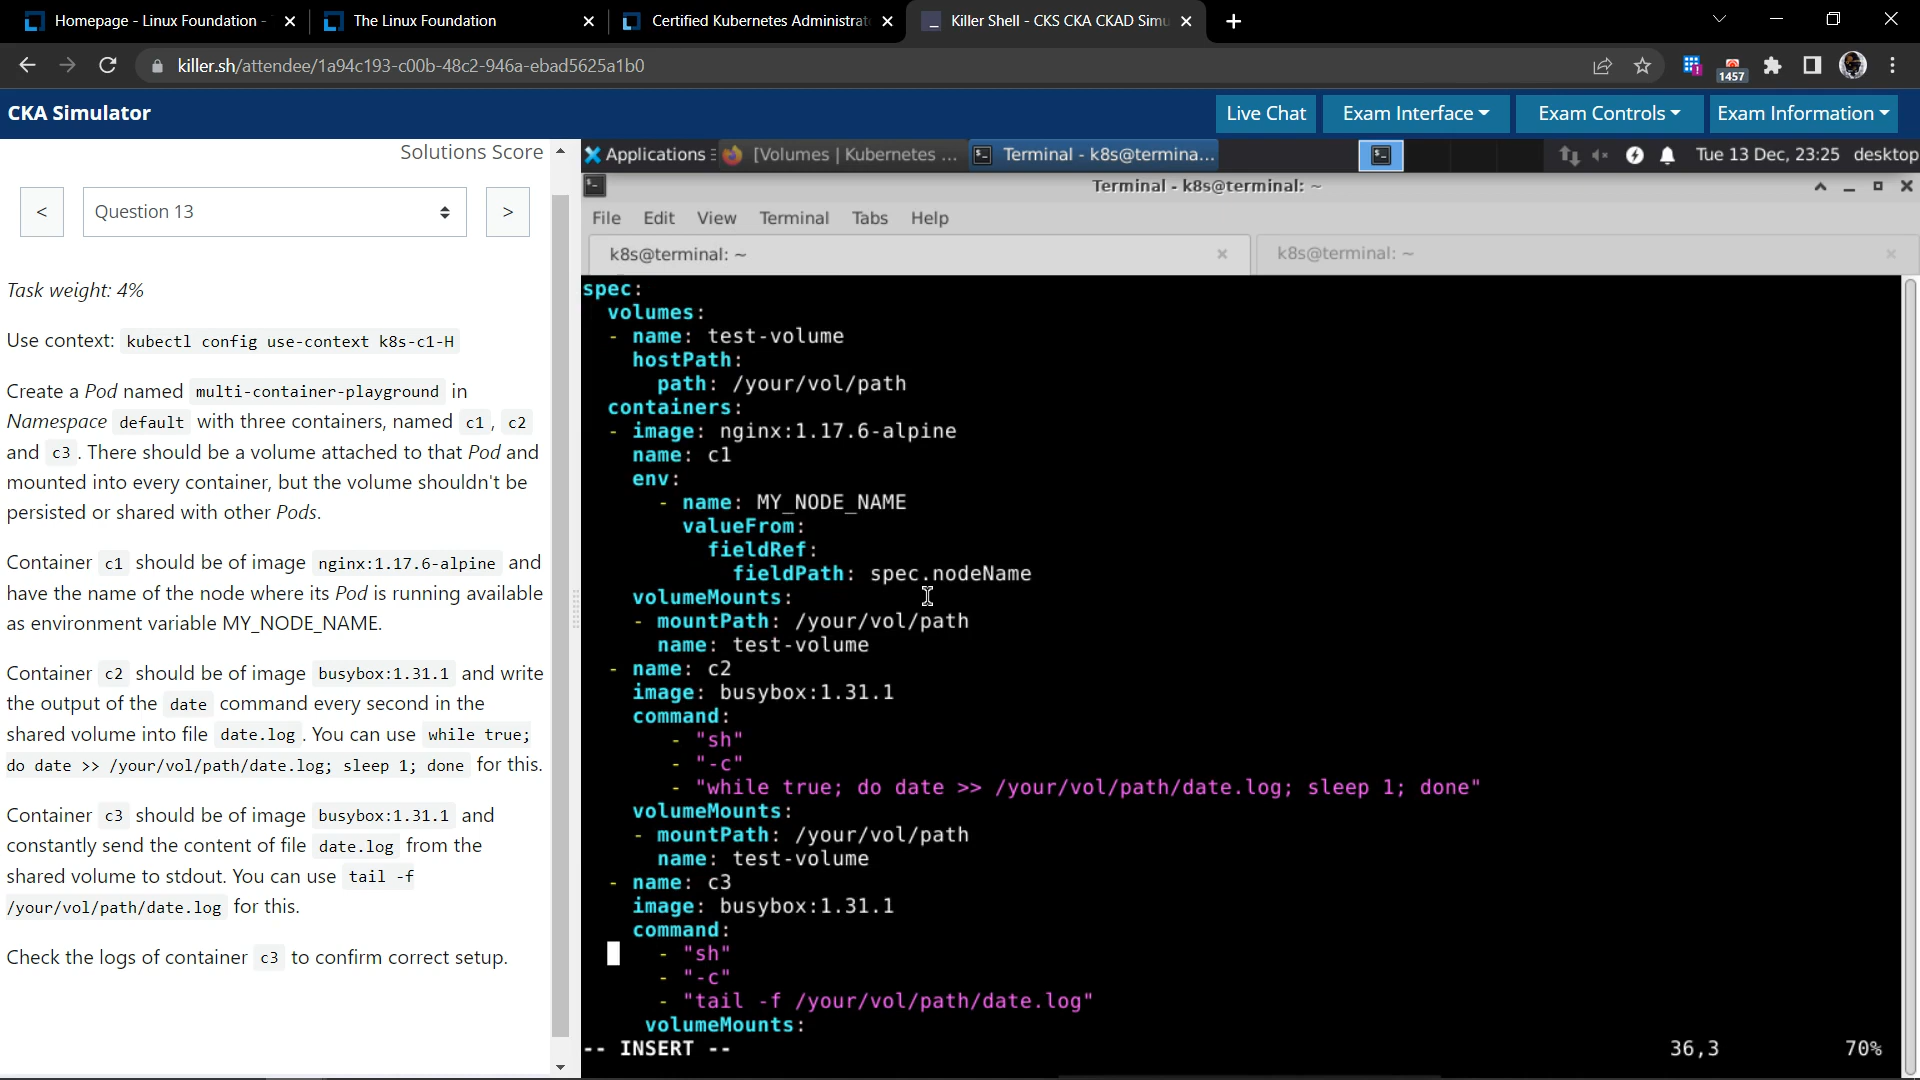 Homepage - Linux Foundation -
The Linux Foundation
Certified Kubernetes Administrat
Killer Shell - CKS CKA CKAD Simu
killer.sh/attendee/1a94c193-c00b-48c2-946a-ebad5625a1b0
1457
CKA Simulator
Live Chat
Exam Interface
Exam Controls
Exam Information
Solutions Score
<
Question 13
>
Task weight: 4%
Use context: kubectl config use-context k8s-c1-H
Create a Pod named multi-container-playground in
Namespace default with three containers, named c1 , c2
and c3 . There should be a volume attached to that Pod and
mounted into every container, but the volume shouldn't be
persisted or shared with other Pods.
Container c1 should be of image nginx:1.17.6-alpine and
have the name of the node where its Pod is running available
as environment variable MY_NODE_NAME.
Container c2 should be of image busybox:1.31.1 and write
the output of the date command every second in the
shared volume into file date.log . You can use while true;
do date >> /your/vol/path/date.log; sleep 1; done for this.
Container c3 should be of image busybox:1.31.1 and
constantly send the content of file date.log from the
shared volume to stdout. You can use tail -f
/your/vol/path/date.log for this.
Check the logs of container c3 to confirm correct setup.
Applications
[Volumes | Kubernetes ...
Terminal - k8s@termina...
Tue 13 Dec, 23:25 desktop
Terminal - k8s@terminal: ~
File Edit View Terminal Tabs Help
k8s@terminal: ~
k8s@terminal: ~
spec:
  volumes:
  - name: test-volume
    hostPath:
      path: /your/vol/path
  containers:
  - image: nginx:1.17.6-alpine
    name: c1
    env:
      - name: MY_NODE_NAME
        valueFrom:
          fieldRef:
            fieldPath: spec.nodeName
    volumeMounts:
    - mountPath: /your/vol/path
      name: test-volume
  - name: c2
    image: busybox:1.31.1
    command:
       - "sh"
       - "-c"
       - "while true; do date >> /your/vol/path/date.log; sleep 1; done"
    volumeMounts:
    - mountPath: /your/vol/path
      name: test-volume
  - name: c3
    image: busybox:1.31.1
    command:
      - "sh"
      - "-c"
      - "tail -f /your/vol/path/date.log"
     volumeMounts:
-- INSERT -- 36,3 70%